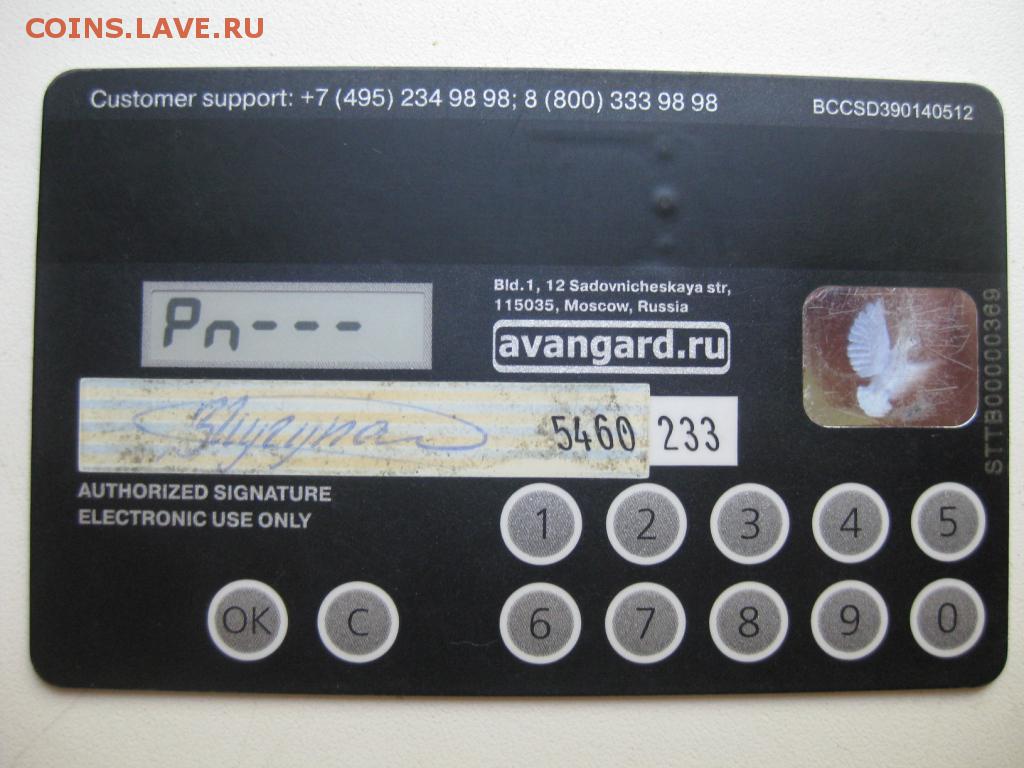 COINS.LAVE.RU
Customer support: +7 (495) 234 98 98; 8 (800) 333 98 98
BCCSD390140512
Bld.1, 12 Sadovnicheskaya str,
115035, Moscow, Russia
Pn---
avangard.ru
STTB00000369
5460 233
AUTHORIZED SIGNATURE
ELECTRONIC USE ONLY
1 2 3 4 5
OK C 6 7 8 9 0